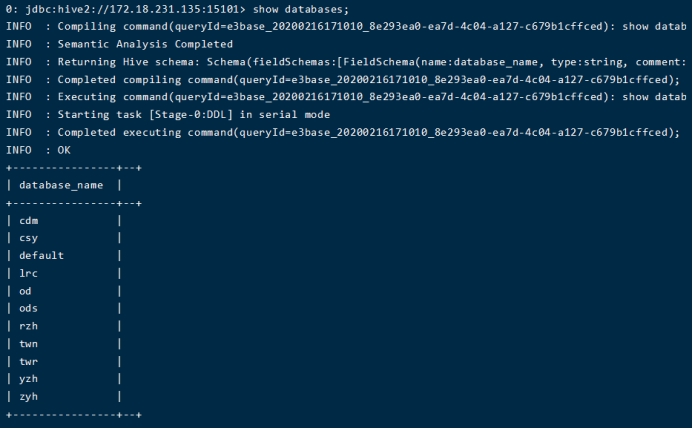 0: jdbc:hive2://172.18.231.135:15101> show databases;
INFO  : Compiling command(queryId=e3base_20200216171010_8e293ea0-ea7d-4c04-a127-c679b1cffced): show datab
INFO  : Semantic Analysis Completed
INFO  : Returning Hive schema: Schema(fieldSchemas:[FieldSchema(name:database_name, type:string, comment:
INFO  : Completed compiling command(queryId=e3base_20200216171010_8e293ea0-ea7d-4c04-a127-c679b1cffced);
INFO  : Executing command(queryId=e3base_20200216171010_8e293ea0-ea7d-4c04-a127-c679b1cffced): show datab
INFO  : Starting task [Stage-0:DDL] in serial mode
INFO  : Completed executing command(queryId=e3base_20200216171010_8e293ea0-ea7d-4c04-a127-c679b1cffced);
INFO  : OK
+----------------+--+
| database_name  |
+----------------+--+
| cdm            |
| csy            |
| default        |
| lrc            |
| od             |
| ods            |
| rzh            |
| twn            |
| twr            |
| yzh            |
| zyh            |
+----------------+--+